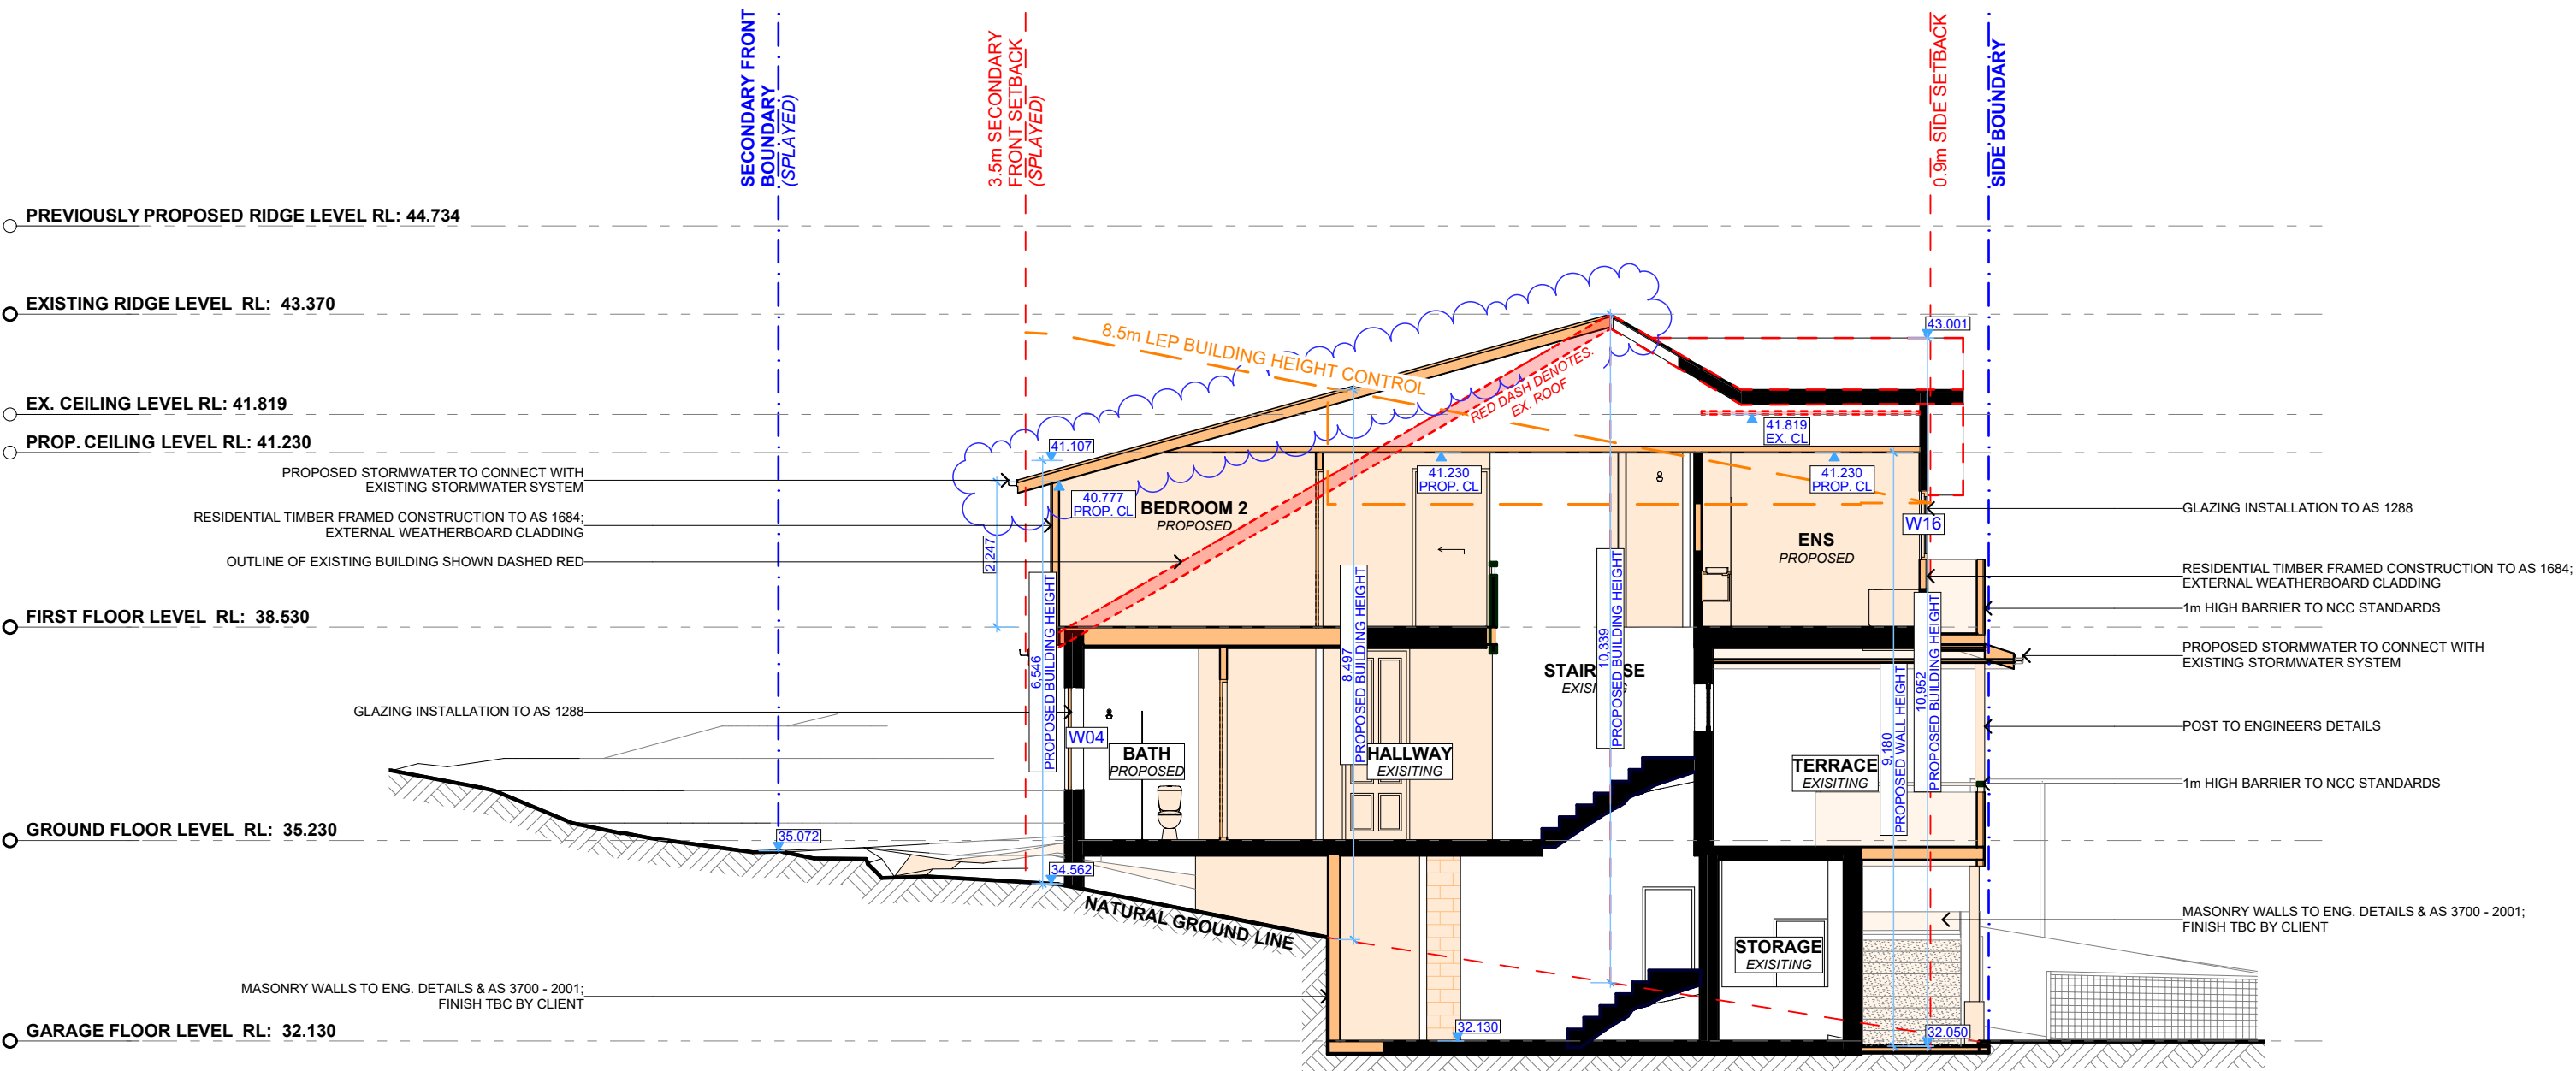 SECONDARY FRONT
BOUNDARY
(SPLAYED)
3.5m SECONDARY
FRONT SETBACK
(SPLAYED)
0.9m SIDE SETBACK
SIDE BOUNDARY
PREVIOUSLY PROPOSED RIDGE LEVEL RL: 44.734
EXISTING RIDGE LEVEL RL: 43.370
EX. CEILING LEVEL RL: 41.819
PROP. CEILING LEVEL RL: 41.230
PROPOSED STORMWATER TO CONNECT WITH
EXISTING STORMWATER SYSTEM
RESIDENTIAL TIMBER FRAMED CONSTRUCTION TO AS 1684;
EXTERNAL WEATHERBOARD CLADDING
OUTLINE OF EXISTING BUILDING SHOWN DASHED RED
FIRST FLOOR LEVEL RL: 38.530
GLAZING INSTALLATION TO AS 1288
GROUND FLOOR LEVEL RL: 35.230
MASONRY WALLS TO ENG. DETAILS & AS 3700 - 2001;
FINISH TBC BY CLIENT
GARAGE FLOOR LEVEL RL: 32.130
8.5m LEP BUILDING HEIGHT CONTROL
RED DASH DENOTES.
EX. ROOF
43.001
41.107
41.819
EX. CL
40.777
PROP. CL
BEDROOM 2
PROPOSED
41.230
PROP. CL
41.230
PROP. CL
W16
ENS
PROPOSED
2,247
6,546
PROPOSED BUILDING HEIGHT
8,497
PROPOSED BUILDING HEIGHT
10,339
PROPOSED BUILDING HEIGHT
9,180
PROPOSED WALL HEIGHT
10,952
PROPOSED BUILDING HEIGHT
W04
BATH
PROPOSED
HALLWAY
EXISITING
STAIR SE
EXISI G
TERRACE
EXISITING
STORAGE
EXISITING
35.072
34.562
NATURAL GROUND LINE
32.130
32.050
GLAZING INSTALLATION TO AS 1288
RESIDENTIAL TIMBER FRAMED CONSTRUCTION TO AS 1684;
EXTERNAL WEATHERBOARD CLADDING
1m HIGH BARRIER TO NCC STANDARDS
PROPOSED STORMWATER TO CONNECT WITH
EXISTING STORMWATER SYSTEM
POST TO ENGINEERS DETAILS
1m HIGH BARRIER TO NCC STANDARDS
MASONRY WALLS TO ENG. DETAILS & AS 3700 - 2001;
FINISH TBC BY CLIENT